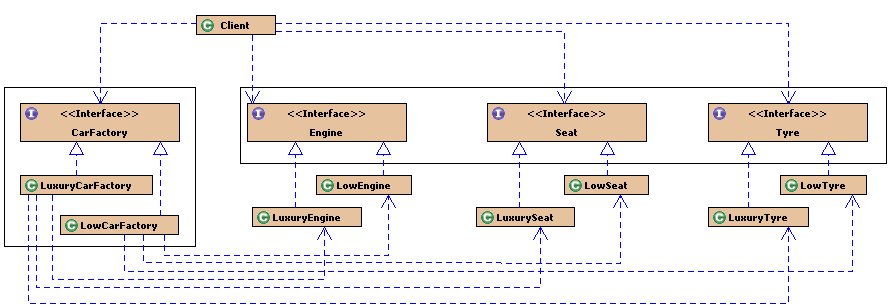 C Client
I <<Interface>>
CarFactory
I <<Interface>>
Engine
I <<Interface>>
Seat
I <<Interface>>
Tyre
C LuxuryCarFactory
C LowEngine
C LowSeat
C LowTyre
C LowCarFactory
C LuxuryEngine
C LuxurySeat
C LuxuryTyre